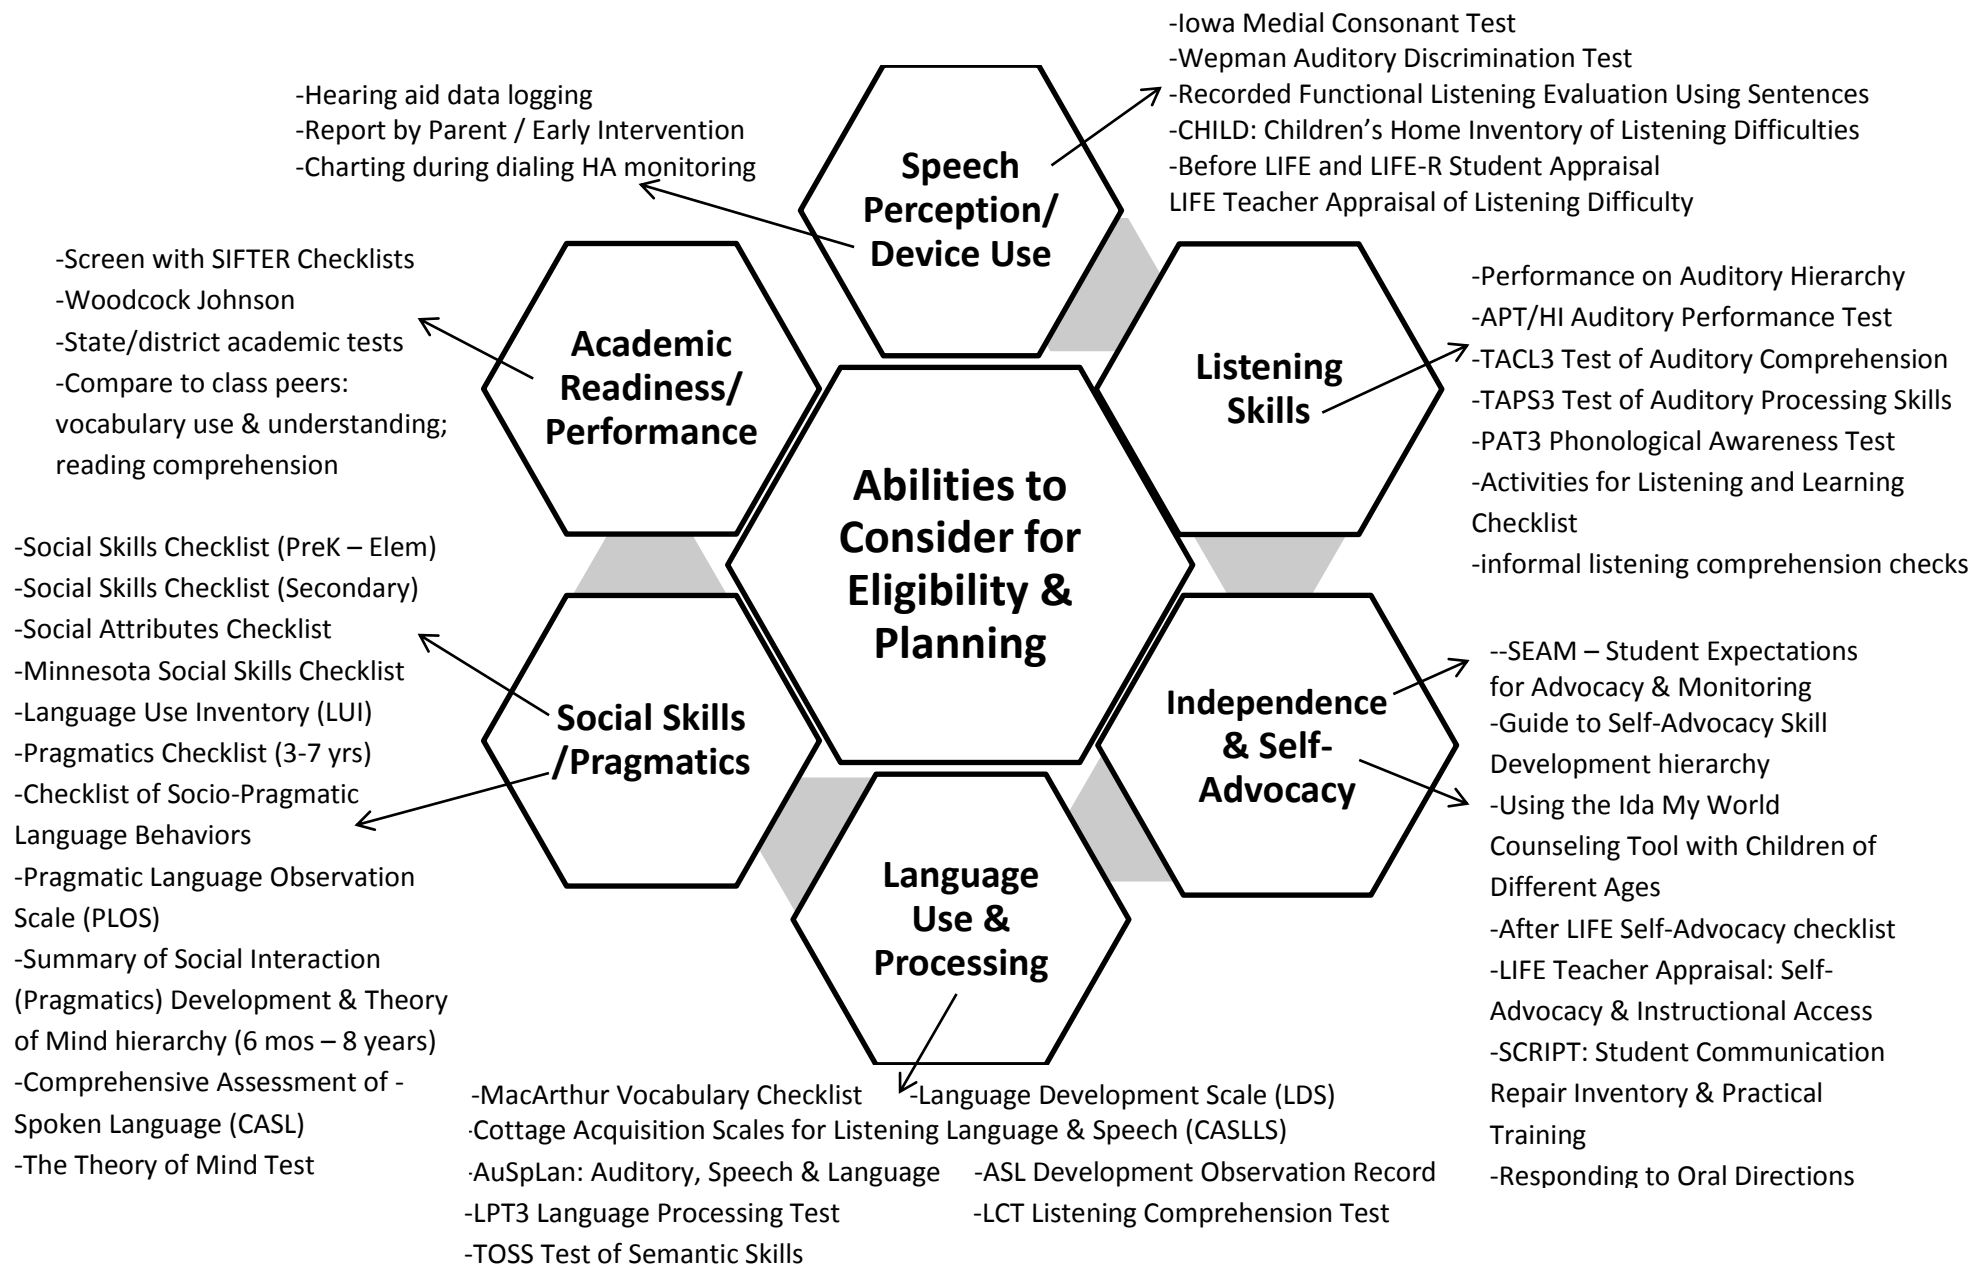 -Iowa Medial Consonant Test
-Wepman Auditory Discrimination Test
-Recorded Functional Listening Evaluation Using Sentences
-CHILD: Children’s Home Inventory of Listening Difficulties
-Before LIFE and LIFE-R Student Appraisal
LIFE Teacher Appraisal of Listening Difficulty
-Hearing aid data logging
-Report by Parent / Early Intervention
-Charting during dialing HA monitoring
Speech
Perception/
Device Use
-Screen with SIFTER Checklists
-Woodcock Johnson
-State/district academic tests
-Compare to class peers:
vocabulary use & understanding;
reading comprehension
Academic
Readiness/
Performance
Listening
Skills
-Performance on Auditory Hierarchy
-APT/HI Auditory Performance Test
-TACL3 Test of Auditory Comprehension
-TAPS3 Test of Auditory Processing Skills
-PAT3 Phonological Awareness Test
-Activities for Listening and Learning
Checklist
-informal listening comprehension checks
Abilities to
Consider for
Eligibility &
Planning
-Social Skills Checklist (PreK – Elem)
-Social Skills Checklist (Secondary)
-Social Attributes Checklist
-Minnesota Social Skills Checklist
-Language Use Inventory (LUI)
-Pragmatics Checklist (3-7 yrs)
-Checklist of Socio-Pragmatic
Language Behaviors
-Pragmatic Language Observation
Scale (PLOS)
-Summary of Social Interaction
(Pragmatics) Development & Theory
of Mind hierarchy (6 mos – 8 years)
-Comprehensive Assessment of -
Spoken Language (CASL)
-The Theory of Mind Test
Social Skills
/Pragmatics
Independence
& Self-
Advocacy
--SEAM – Student Expectations
for Advocacy & Monitoring
-Guide to Self-Advocacy Skill
Development hierarchy
-Using the Ida My World
Counseling Tool with Children of
Different Ages
-After LIFE Self-Advocacy checklist
-LIFE Teacher Appraisal: Self-
Advocacy & Instructional Access
-SCRIPT: Student Communication
Repair Inventory & Practical
Training
-Responding to Oral Directions
Language
Use &
Processing
-MacArthur Vocabulary Checklist -Language Development Scale (LDS)
-Cottage Acquisition Scales for Listening Language & Speech (CASLLS)
-AuSpLan: Auditory, Speech & Language -ASL Development Observation Record
-LPT3 Language Processing Test -LCT Listening Comprehension Test
-TOSS Test of Semantic Skills